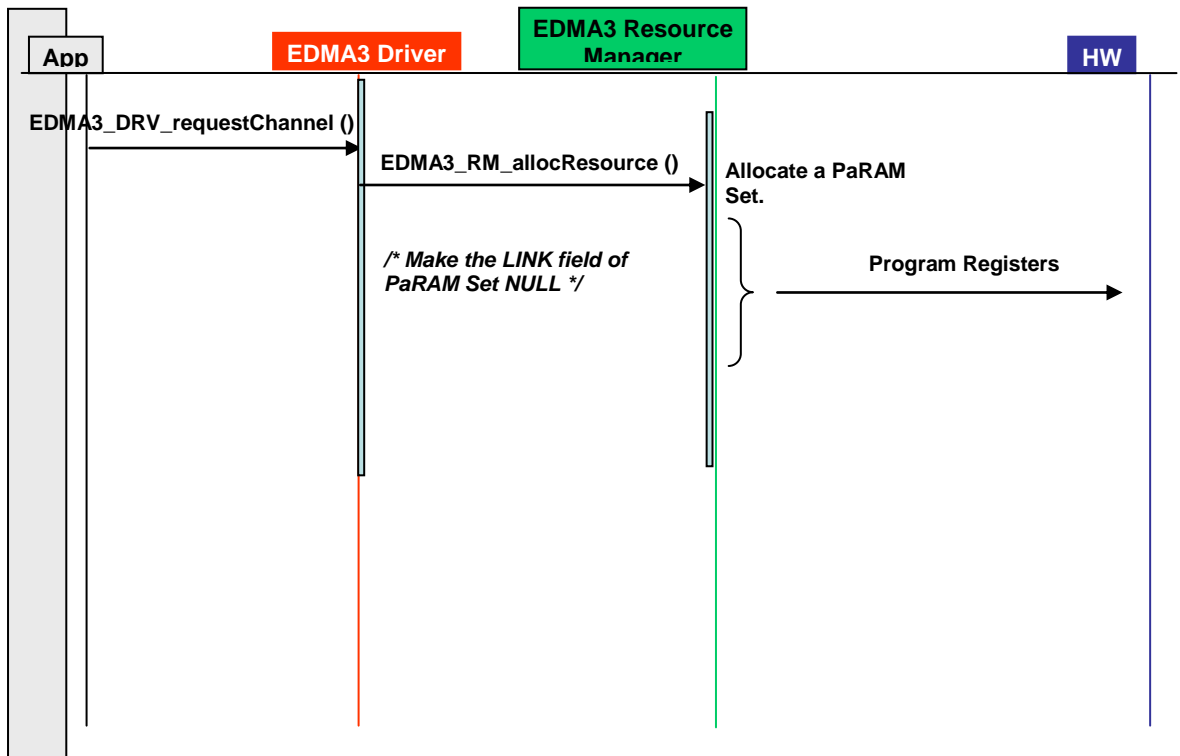 App
EDMA3 Driver
EDMA3 Resource
Manager
HW
EDMA3_DRV_requestChannel ()
EDMA3_RM_allocResource ()
Allocate a PaRAM
Set.
/* Make the LINK field of
PaRAM Set NULL */
Program Registers